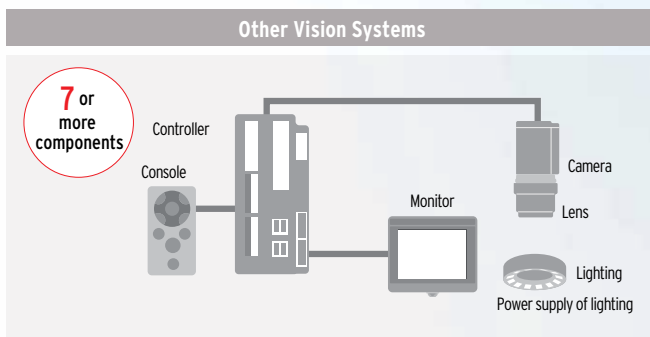 Other Vision Systems
7 or
more
components
Controller
Console
Monitor
Camera
Lens
Lighting
Power supply of lighting